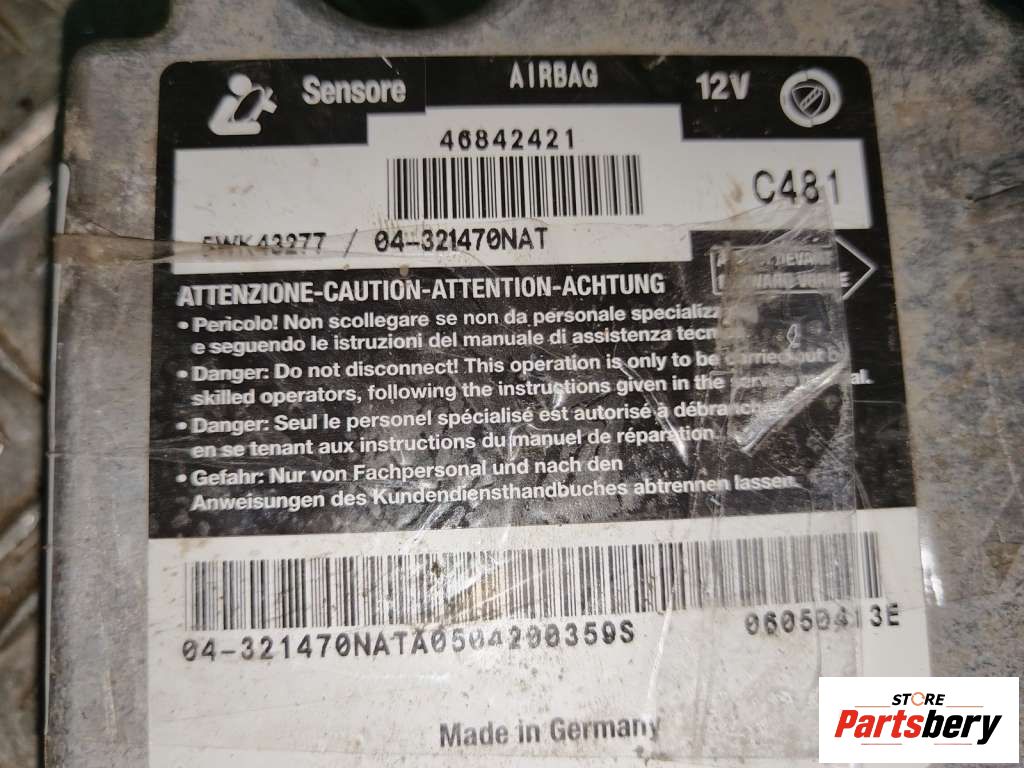 Sensore AIRBAG 12V
46842421
C481
5WK43277 / 04-321470NAT
ATTENZIONE-CAUTION-ATTENTION-ACHTUNG
• Pericolo! Non scollegare se non da personale
e seguendo le istruzioni del manuale di assistenza
• Danger: Do not disconnect! This operation is only to be carried out
skilled operators, following the instructions given in the service
• Danger: Seul le personel spécialisé est autorisé à
en se tenant aux instructions du manuel de réparation
• Gefahr: Nur von Fachpersonal und nach den
Anweisungen des Kundendiensthandbuches abtrennen lassen.
04-321470NATA0504200359S 06050413E
Made in Germany
STORE
Partsbery